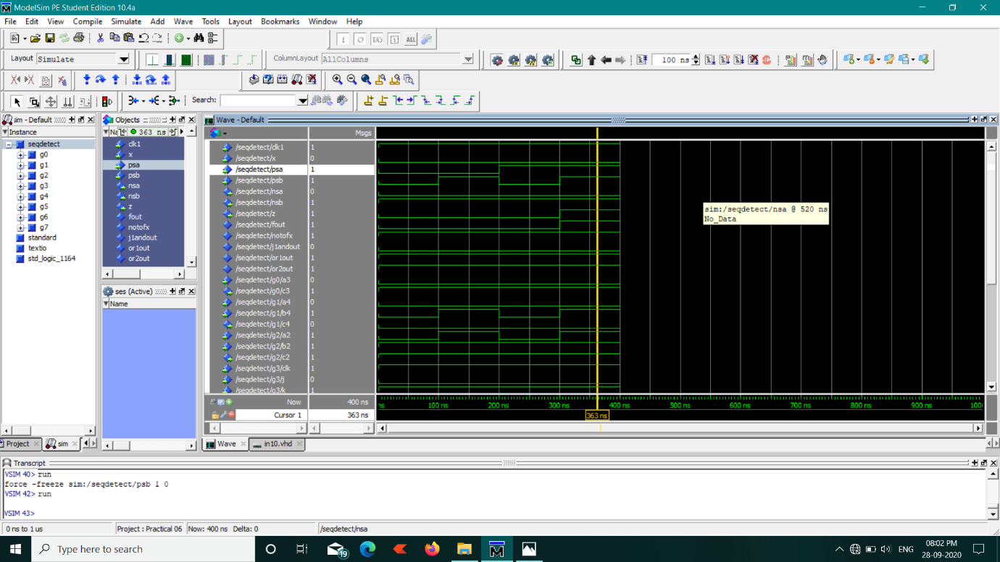 ModelSim PE Student Edition 10.4a
File Edit View Compile Simulate Add Wave Tools Layout Bookmarks Window Help
Layout Simulate
ColumnLayout AllColumns
100 ns
Search:
sim - Default
Instance
seqdetect
g0
g1
g2
g3
g4
g5
g6
g7
standard
textio
std_logic_1164
Objects
363 ns
clk1
x
psa
psb
nsa
nsb
z
fout
notofx
j1andout
or1out
or2out
ses (Active)
Name
Wave - Default
Msgs
/seqdetect/clk1 1
/seqdetect/x 0
/seqdetect/psa 1
/seqdetect/psb 1
/seqdetect/nsa 0
/seqdetect/nsb 1
/seqdetect/z 1
/seqdetect/fout 1
/seqdetect/notofx 1
/seqdetect/j1andout 0
/seqdetect/or1out 1
/seqdetect/or2out 1
/seqdetect/g0/a3 0
/seqdetect/g0/c3 1
/seqdetect/g1/a4 0
/seqdetect/g1/b4 1
/seqdetect/g1/c4 0
/seqdetect/g2/a2 1
/seqdetect/g2/b2 1
/seqdetect/g2/c2 1
/seqdetect/g3/clk 1
/seqdetect/g3/j 0
/seqdetect/g3/k 1
sim:/seqdetect/nsa @ 520 ns
No_Data
Now 400 ns
ns 100 ns 200 ns 300 ns 400 ns 500 ns 600 ns 700 ns 800 ns 900 ns 100
Cursor 1 363 ns
363 ns
Project sim
Wave in10.vhd
Transcript
VSIM 40> run
force -freeze sim:/seqdetect/psb 1 0
VSIM 42> run
VSIM 43>
0 ns to 1 us Project : Practical 06 Now: 400 ns Delta: 0 /seqdetect/nsa
Type here to search
19
ENG
08:02 PM
28-09-2020